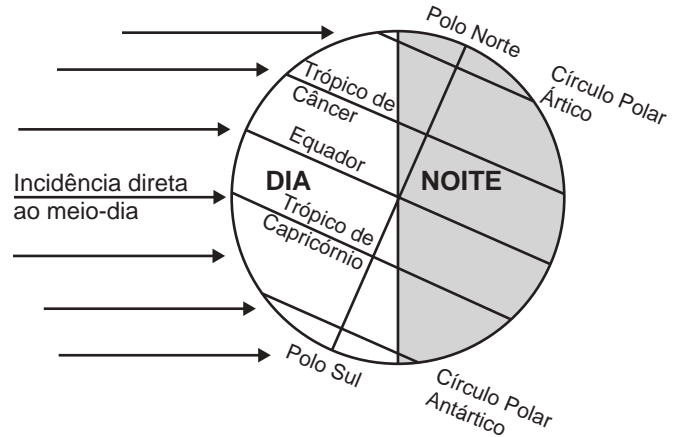 Polo Norte
Círculo Polar
Ártico
Trópico de
Câncer
Equador
Incidência direta
ao meio-dia
DIA
NOITE
Trópico de
Capricórnio
Polo Sul
Círculo Polar
Antártico